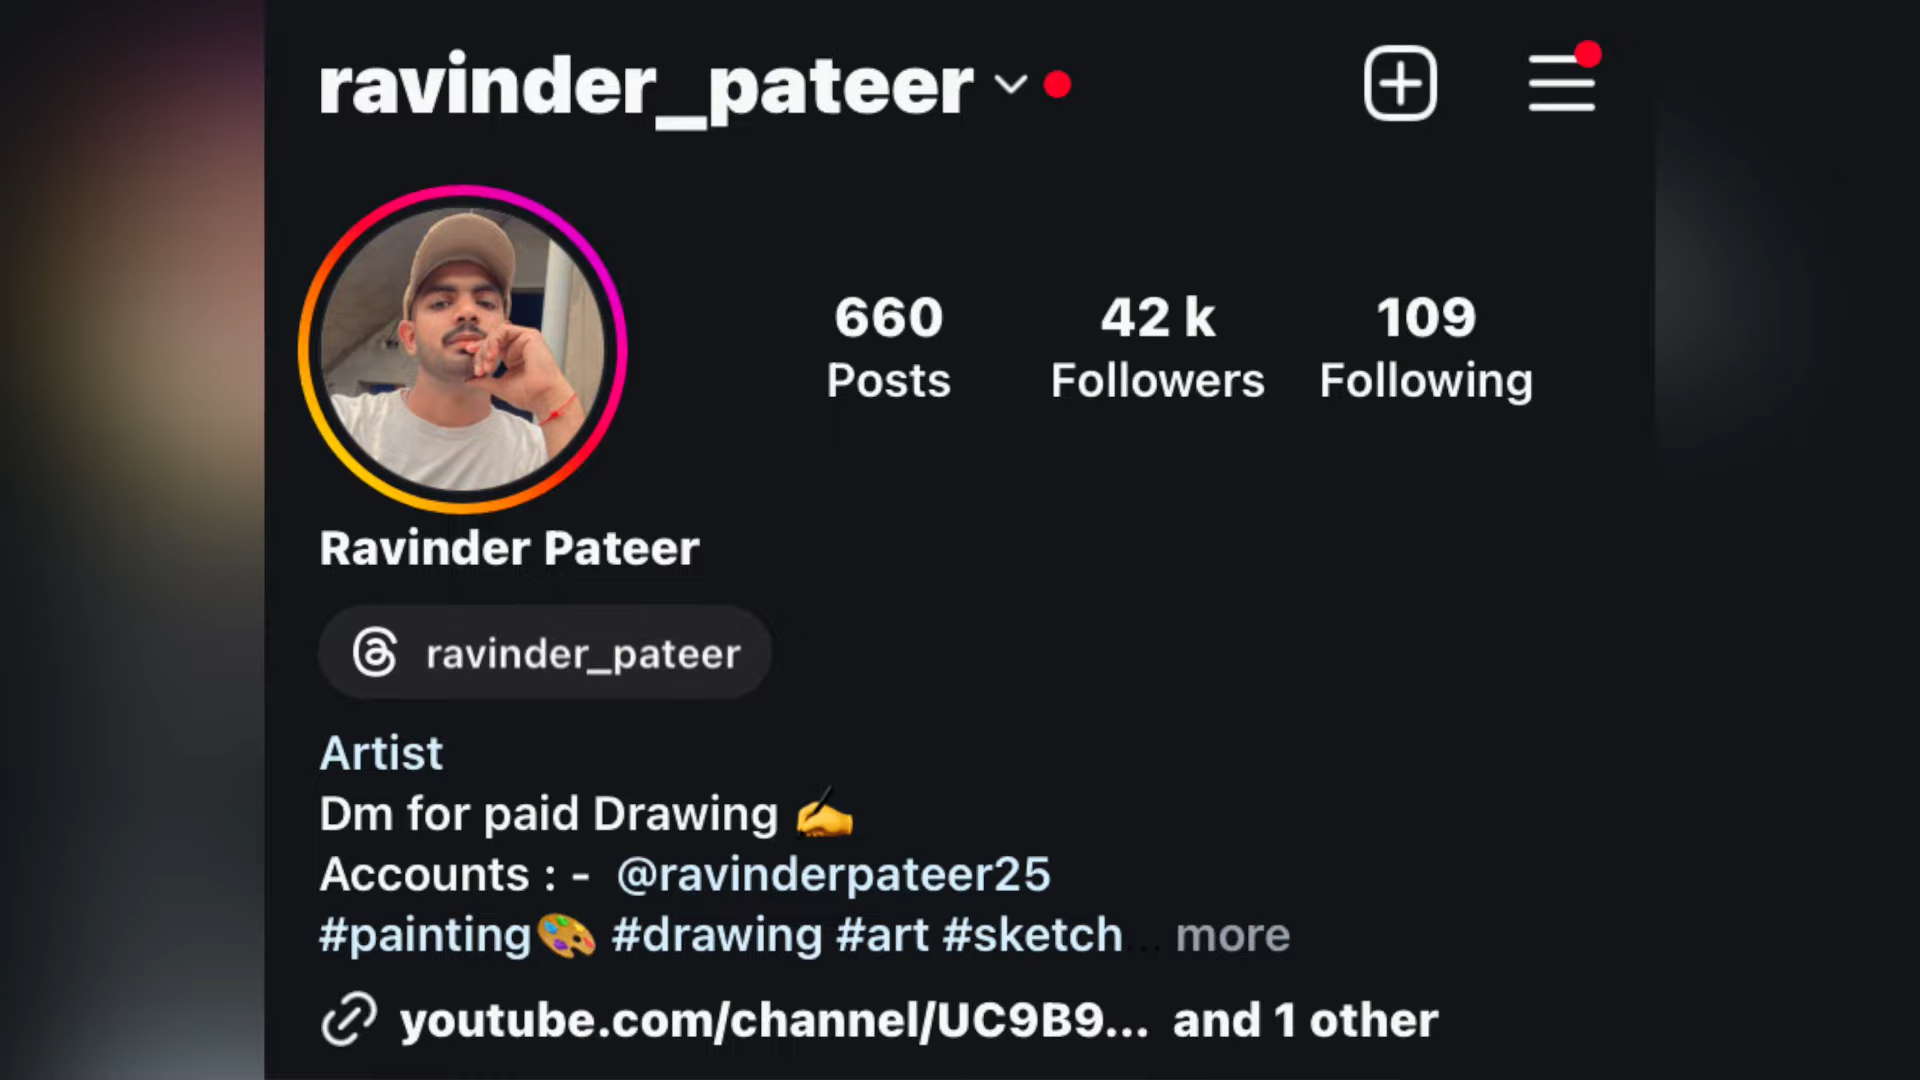 ravinder_pateer
660 42 k 109
Posts Followers Following
Ravinder Pateer
ravinder_pateer
Artist
Dm for paid Drawing ✍️
Accounts : - @ravinderpateer25
#painting🎨 #drawing #art #sketch... more
youtube.com/channel/UC9B9... and 1 other